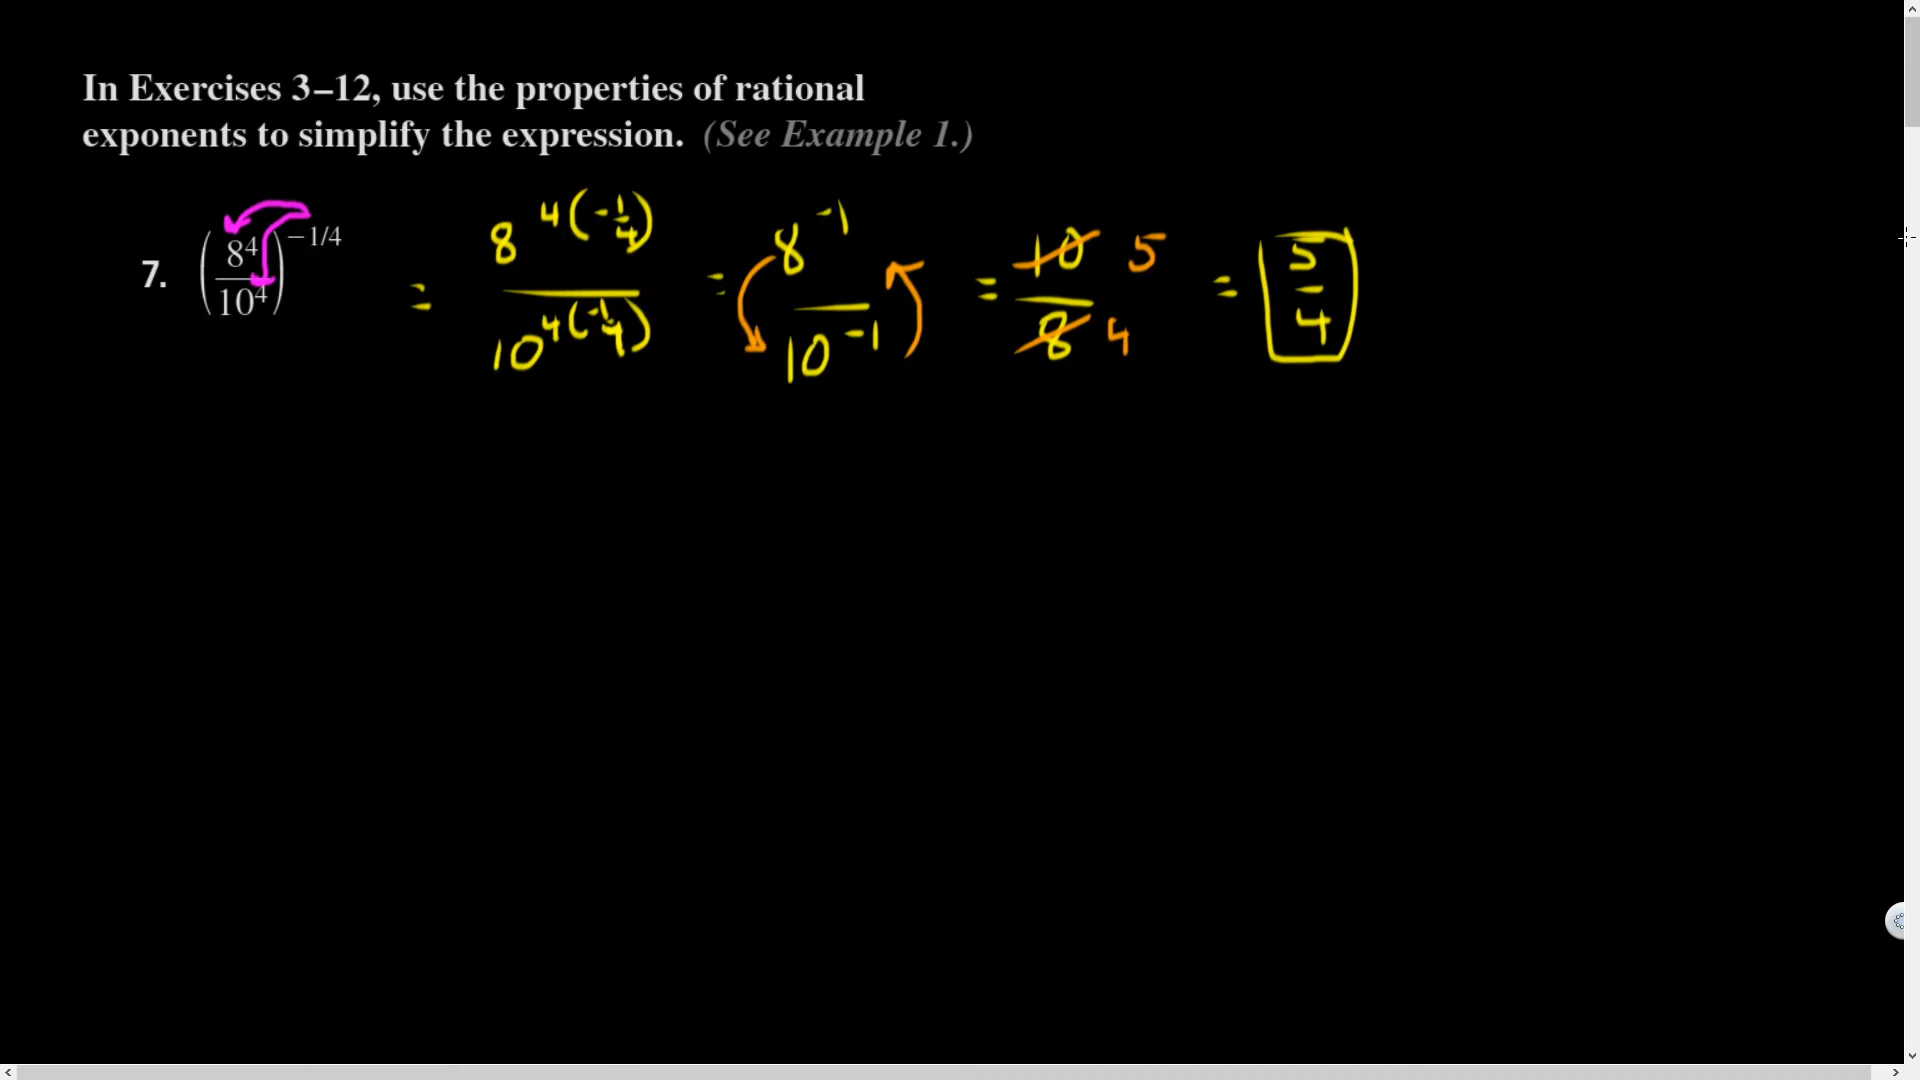 In Exercises 3–12, use the properties of rational
exponents to simplify the expression. (See Example 1.)
7. (8^4/10^4)^−1/4 = 8^4(-1/4)/10^4(-1/4) = 8^-1/10^-1 = 10/8 5/4 = 5/4